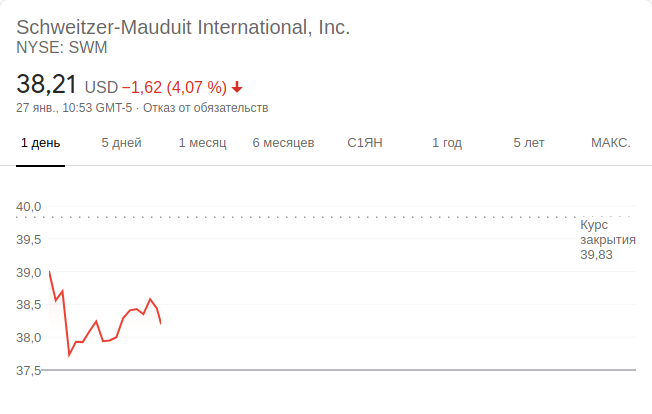 Schweitzer-Mauduit International, Inc.
NYSE: SWM
38,21 USD −1,62 (4,07 %)
27 янв., 10:53 GMT-5 · Отказ от обязательств
1 день 5 дней 1 месяц 6 месяцев С1ЯН 1 год 5 лет МАКС.
40,0
Курс
39,5
закрытия
39,83
39,0
38,5
38,0
37,5